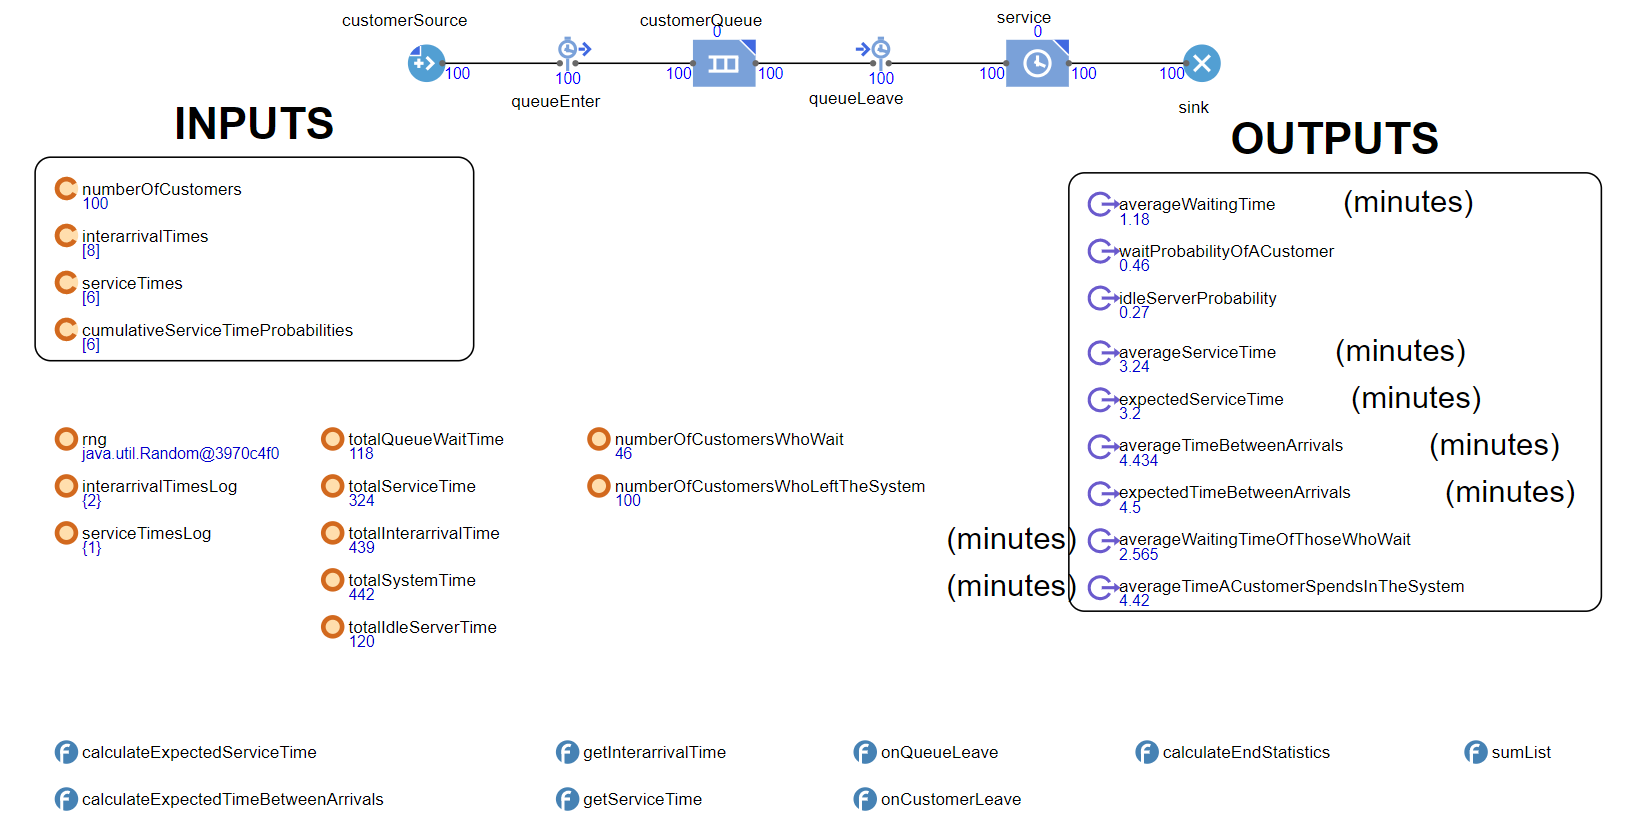 customerSource
customerQueue
service
0
0
100
100
100
100
100
100
100
100
queueEnter
queueLeave
sink
INPUTS
numberOfCustomers
100
interarrivalTimes
[8]
serviceTimes
[6]
cumulativeServiceTimeProbabilities
[6]
OUTPUTS
averageWaitingTime (minutes)
1.18
waitProbabilityOfACustomer
0.46
idleServerProbability
0.27
averageServiceTime (minutes)
3.24
expectedServiceTime (minutes)
3.2
averageTimeBetweenArrivals (minutes)
4.434
expectedTimeBetweenArrivals (minutes)
4.5
(minutes) averageWaitingTimeOfThoseWhoWait
2.565
(minutes) averageTimeACustomerSpendsInTheSystem
4.42
rng
java.util.Random@3970c4f0
interarrivalTimesLog
{2}
serviceTimesLog
{1}
totalQueueWaitTime
118
totalServiceTime
324
totalInterarrivalTime
439
totalSystemTime
442
totalIdleServerTime
120
numberOfCustomersWhoWait
46
numberOfCustomersWhoLeftTheSystem
100
F calculateExpectedServiceTime
F getInterarrivalTime
F onQueueLeave
F calculateEndStatistics
F sumList
F calculateExpectedTimeBetweenArrivals
F getServiceTime
F onCustomerLeave